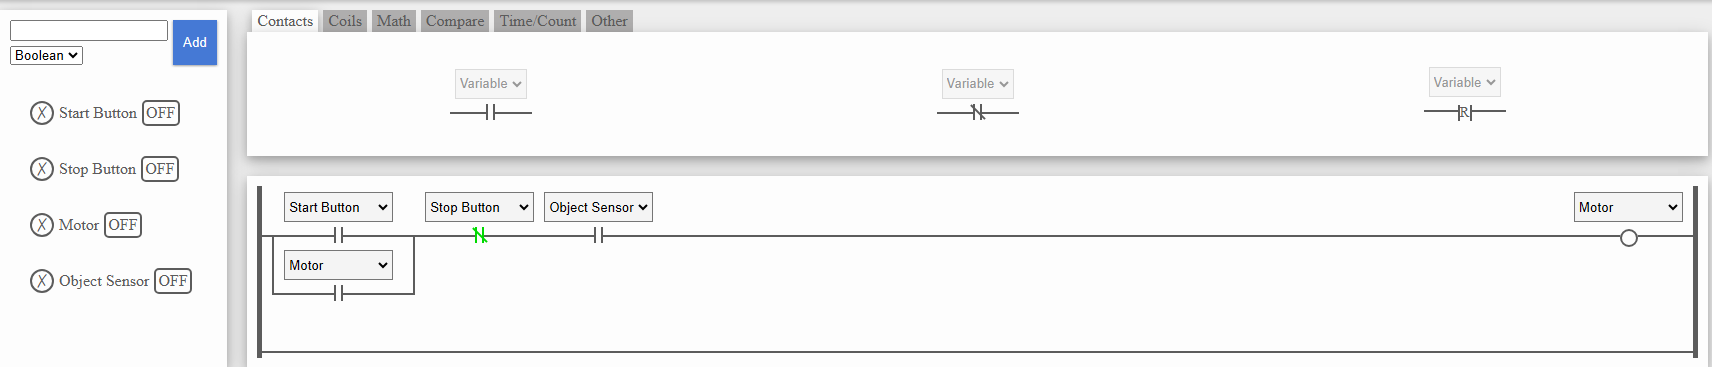 Contacts Coils Math Compare Time/Count Other
Add
Boolean
Variable Variable Variable
R
X Start Button OFF
X Stop Button OFF
X Motor OFF
X Object Sensor OFF
Start Button Stop Button Object Sensor Motor
Motor